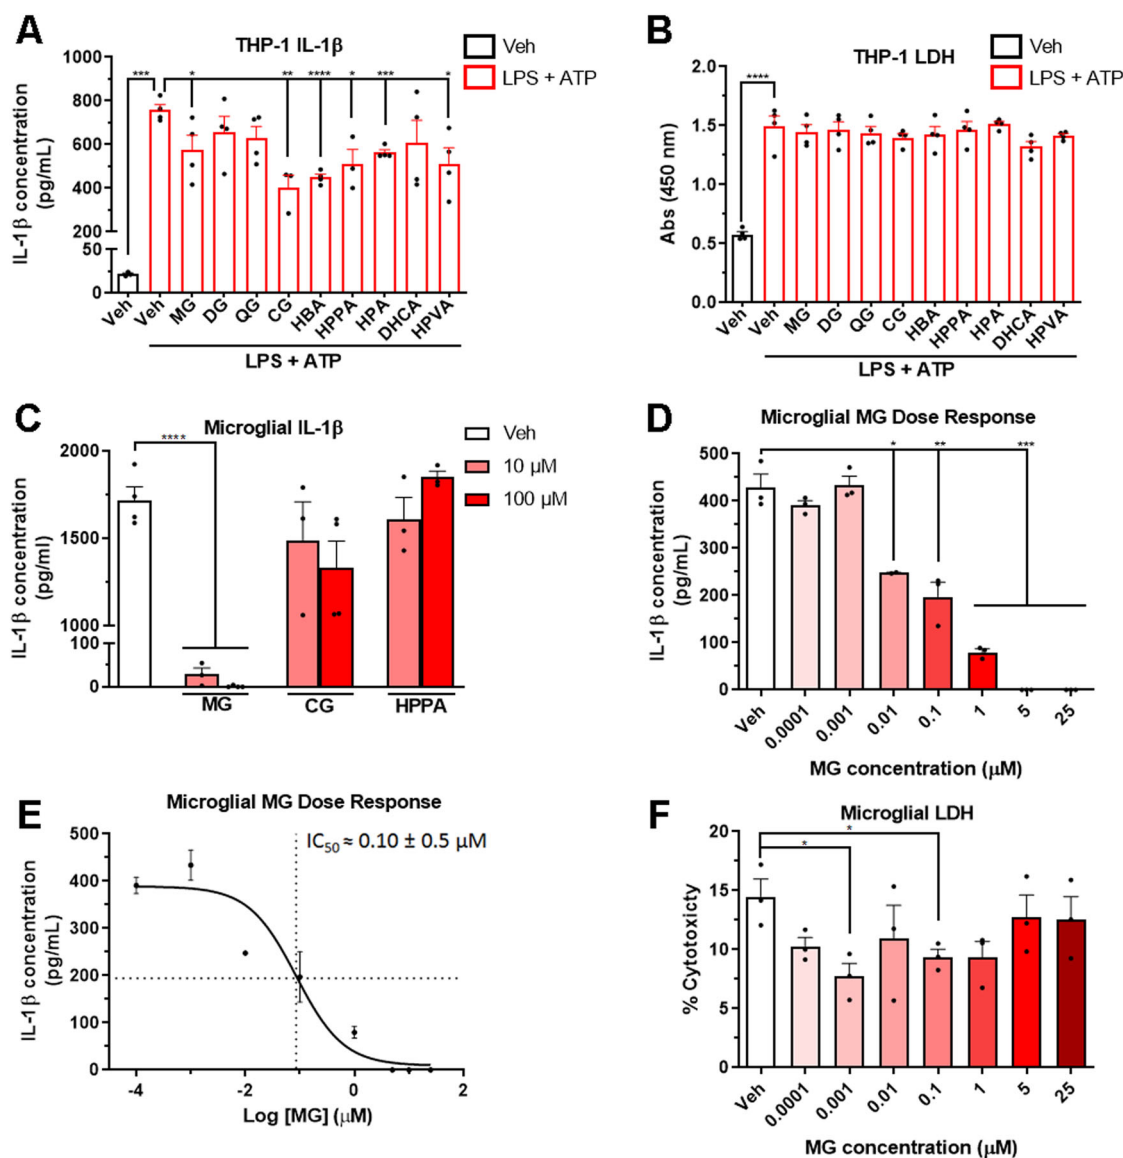 A
THP-1 IL-1β
Veh
LPS + ATP
IL-1β concentration
(pg/mL)
1000
800
600
400
200
50
0
***
*
**
****
*
***
*
Veh
Veh
MG
DG
QG
CG
HBA
HPPA
HPA
DHCA
HPVA
LPS + ATP
B
THP-1 LDH
Veh
LPS + ATP
Abs (450 nm)
2.0
1.5
1.0
0.5
0.0
****
Veh
Veh
MG
DG
QG
CG
HBA
HPPA
HPA
DHCA
HPVA
LPS + ATP
C
Microglial IL-1β
Veh
10 μM
100 μM
IL-1β concentration
(pg/ml)
2000
1500
1000
100
0
****
MG
CG
HPPA
D
Microglial MG Dose Response
IL-1β concentration
(pg/mL)
500
400
300
200
100
0
*
**
***
Veh
0.0001
0.001
0.01
0.1
1
5
25
MG concentration (μM)
E
Microglial MG Dose Response
IC50 ≈ 0.10 ± 0.5 μM
IL-1β concentration
(pg/mL)
500
400
300
200
100
0
-4
-2
0
2
Log [MG] (μM)
F
Microglial LDH
% Cytotoxicty
20
15
10
5
0
*
*
Veh
0.0001
0.001
0.01
0.1
1
5
25
MG concentration (μM)